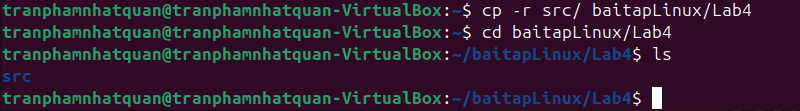 tranphamnhatquan@tranphamnhatquan-VirtualBox:~$ cp -r src/ baitapLinux/Lab4
tranphamnhatquan@tranphamnhatquan-VirtualBox:~$ cd baitapLinux/Lab4
tranphamnhatquan@tranphamnhatquan-VirtualBox:~/baitapLinux/Lab4$ ls
src
tranphamnhatquan@tranphamnhatquan-VirtualBox:~/baitapLinux/Lab4$